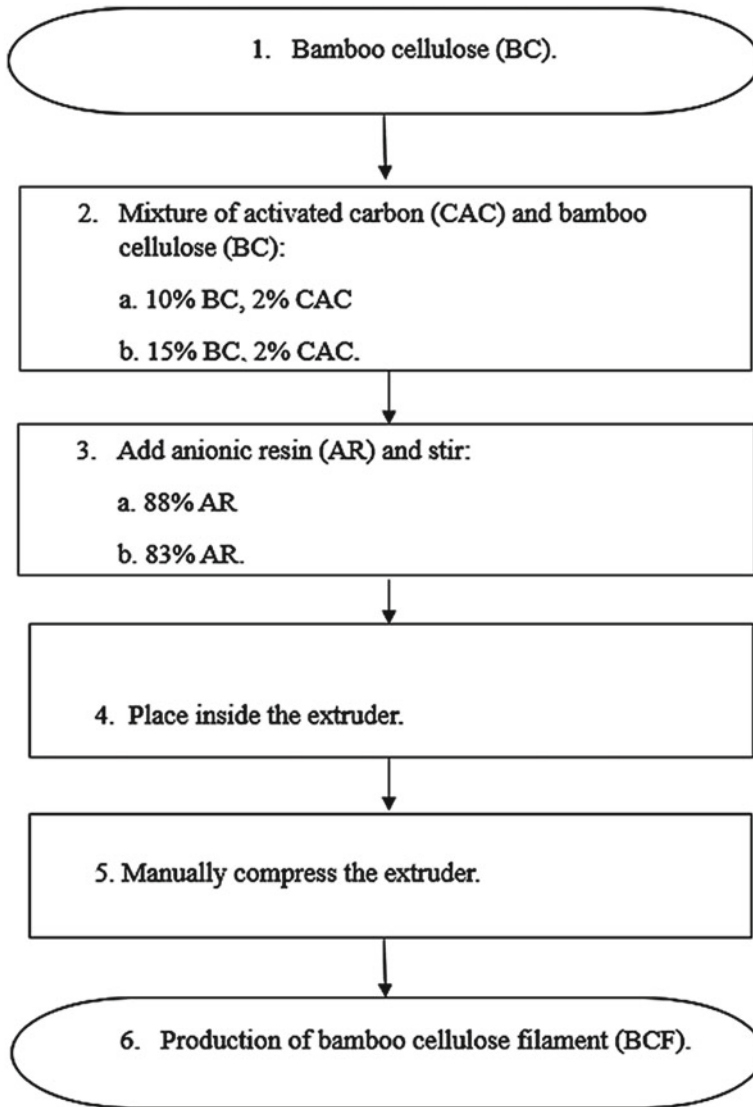 1. Bamboo cellulose (BC).
2. Mixture of activated carbon (CAC) and bamboo
cellulose (BC):
a. 10% BC, 2% CAC
b. 15% BC, 2% CAC.
3. Add anionic resin (AR) and stir:
a. 88% AR
b. 83% AR.
4. Place inside the extruder.
5. Manually compress the extruder.
6. Production of bamboo cellulose filament (BCF).